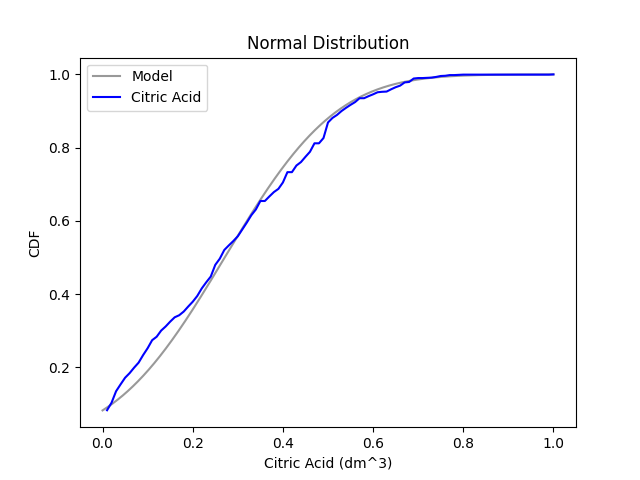 Normal Distribution
Model
Citric Acid
1.0
0.8
0.6
0.4
0.2
CDF
0.0 0.2 0.4 0.6 0.8 1.0
Citric Acid (dm^3)